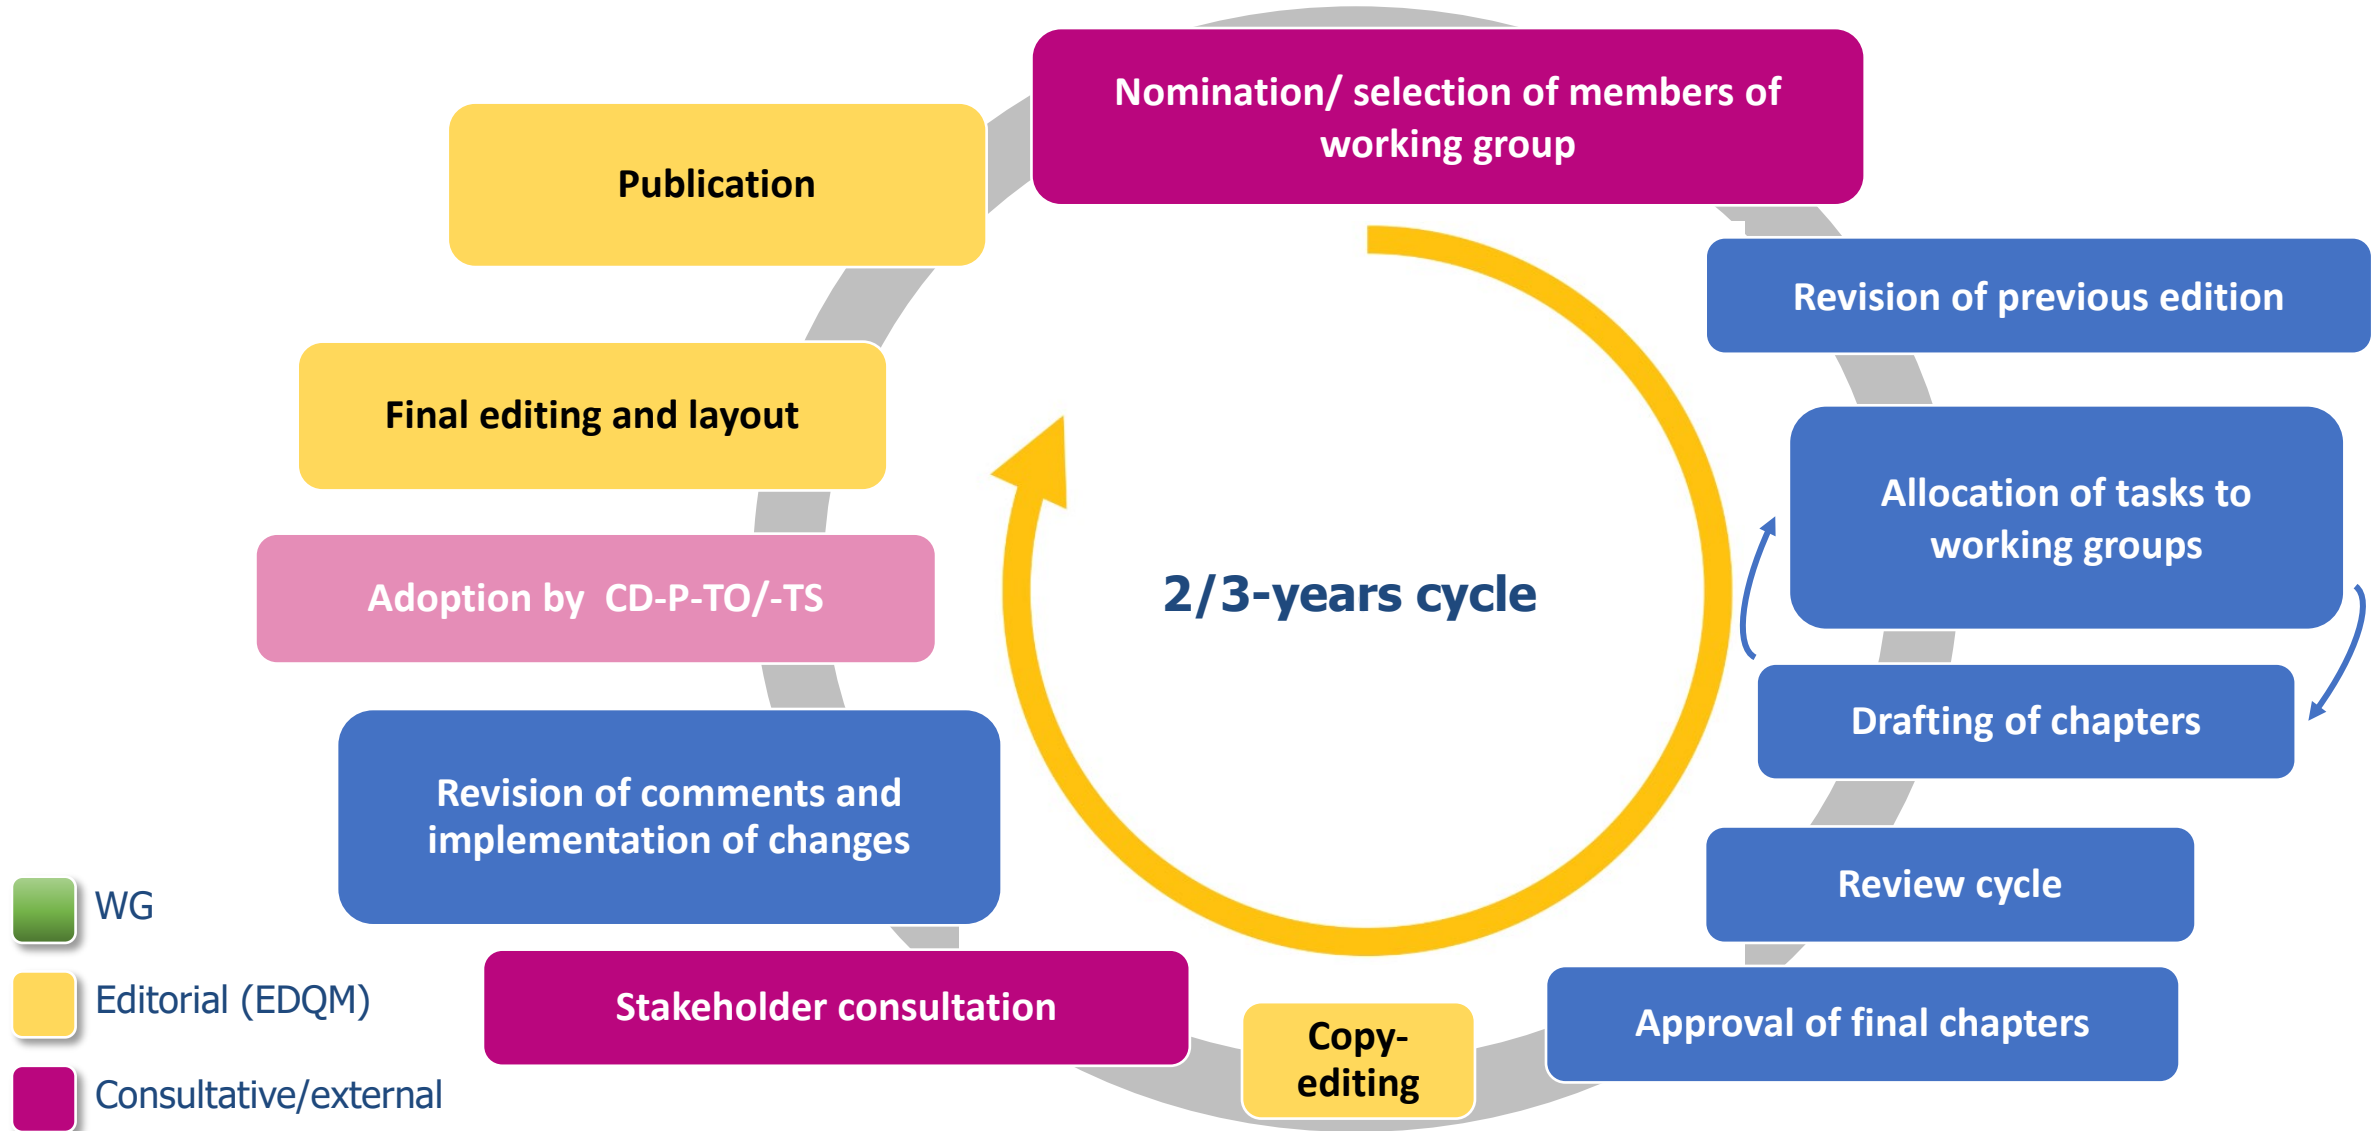 Nomination/ selection of members of
working group
Revision of previous edition
Allocation of tasks to
working groups
Drafting of chapters
Review cycle
Approval of final chapters
Copy-
editing
Stakeholder consultation
Revision of comments and
implementation of changes
Adoption by CD-P-TO/-TS
Final editing and layout
Publication
2/3-years cycle
WG
Editorial (EDQM)
Consultative/external